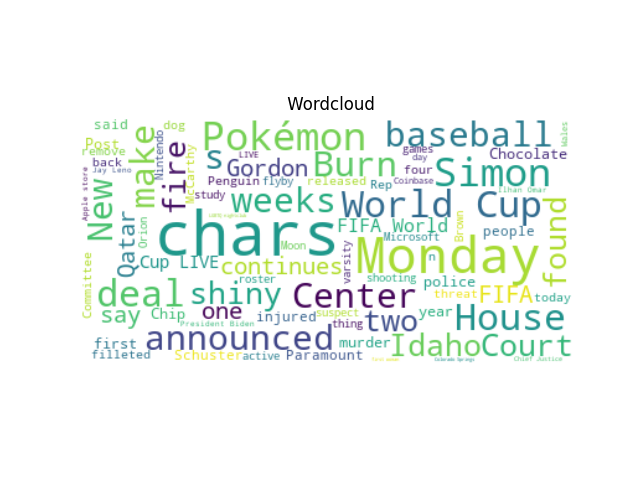 Wordcloud
said
dog
Pokémon
baseball
Wales
Post
remove
back
Jay Leno
Nintendo
make
fire
McCarthy
s
LIVE
Gordon
Burn
games
day
four
Coinbase
Simon
Chocolate
Apple store
New
Penguin
flyby
released
Rep
study
weeks
World Cup
Ilhan Omar
found
Qatar
Orion
chars
Moon
FIFA World
Microsoft
Brown
people
Cup LIVE
continues
varsity
n
Monday
Committee
deal
shiny
roster
Center
shooting
police
threat
FIFA
today
say
Chip
one
injured
suspect
thing
two
year
House
President Biden
announced
first
filleted
Schuster
active
Paramount
murder
Idaho
Court
Colorado Springs
Chief Justice